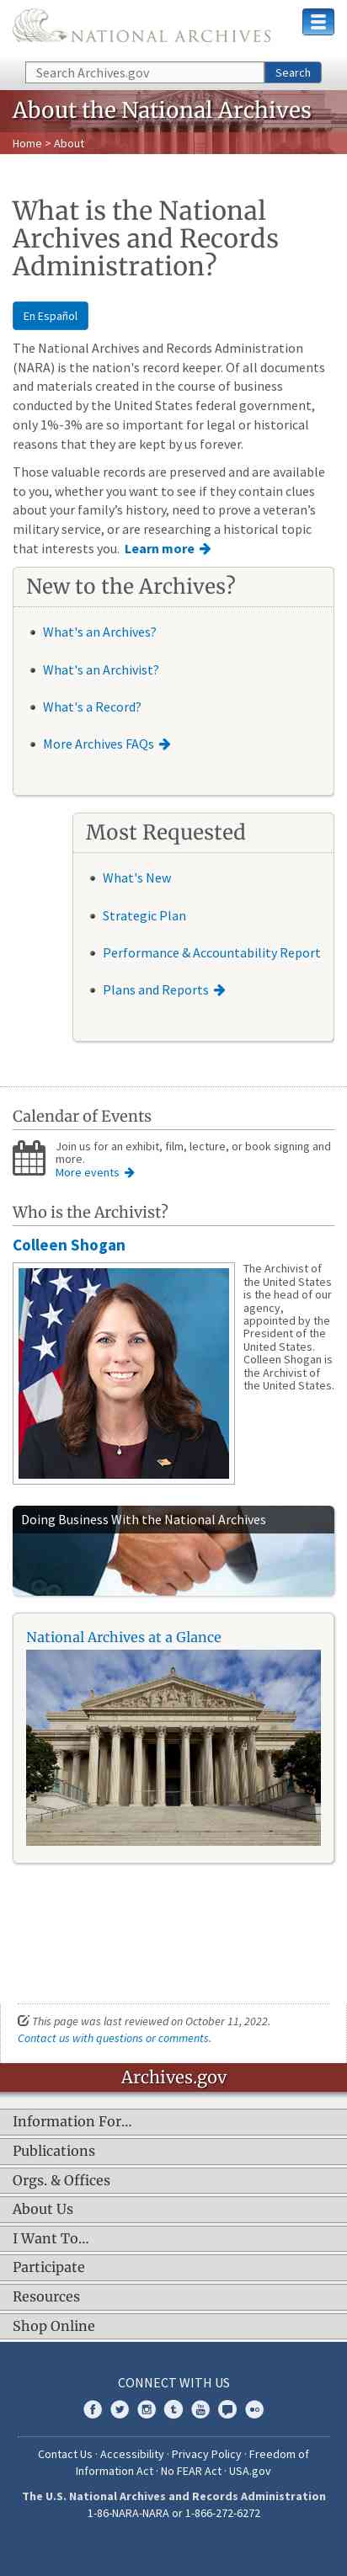 NATIONAL ARCHIVES
Search Archives.gov
Search
About the National Archives
Home > About
What is the National
Archives and Records
Administration?
En Español
The National Archives and Records Administration
(NARA) is the nation's record keeper. Of all documents
and materials created in the course of business
conducted by the United States federal government,
only 1%-3% are so important for legal or historical
reasons that they are kept by us forever.
Those valuable records are preserved and are available
to you, whether you want to see if they contain clues
about your family’s history, need to prove a veteran’s
military service, or are researching a historical topic
that interests you. Learn more
New to the Archives?
What's an Archives?
What's an Archivist?
What's a Record?
More Archives FAQs
Most Requested
What's New
Strategic Plan
Performance & Accountability Report
Plans and Reports
Calendar of Events
Join us for an exhibit, film, lecture, or book signing and
more.
More events
Who is the Archivist?
Colleen Shogan
The Archivist of
the United States
is the head of our
agency,
appointed by the
President of the
United States.
Colleen Shogan is
the Archivist of
the United States.
Doing Business With the National Archives
National Archives at a Glance
This page was last reviewed on October 11, 2022.
Contact us with questions or comments.
Archives.gov
Information For…
Publications
Orgs. & Offices
About Us
I Want To…
Participate
Resources
Shop Online
CONNECT WITH US
Contact Us · Accessibility · Privacy Policy · Freedom of
Information Act · No FEAR Act · USA.gov
The U.S. National Archives and Records Administration
1-86-NARA-NARA or 1-866-272-6272